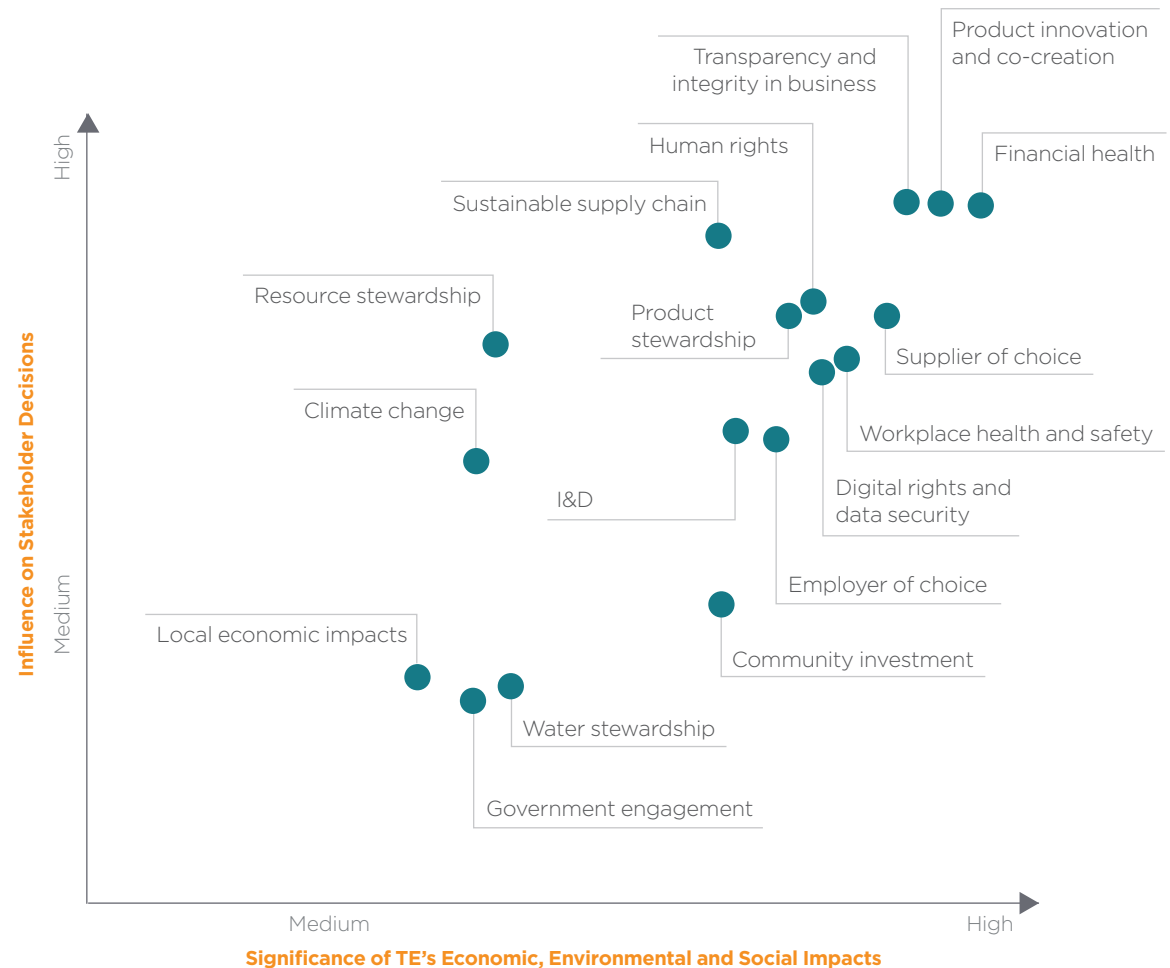 Product innovation
and co-creation
Transparency and
integrity in business
Human rights
Financial health
High
Sustainable supply chain
Resource stewardship
Product
stewardship
Supplier of choice
Climate change
Workplace health and safety
I&D
Digital rights and
data security
Influence on Stakeholder Decisions
Medium
Employer of choice
Local economic impacts
Community investment
Water stewardship
Government engagement
Medium
High
Significance of TE's Economic, Environmental and Social Impacts